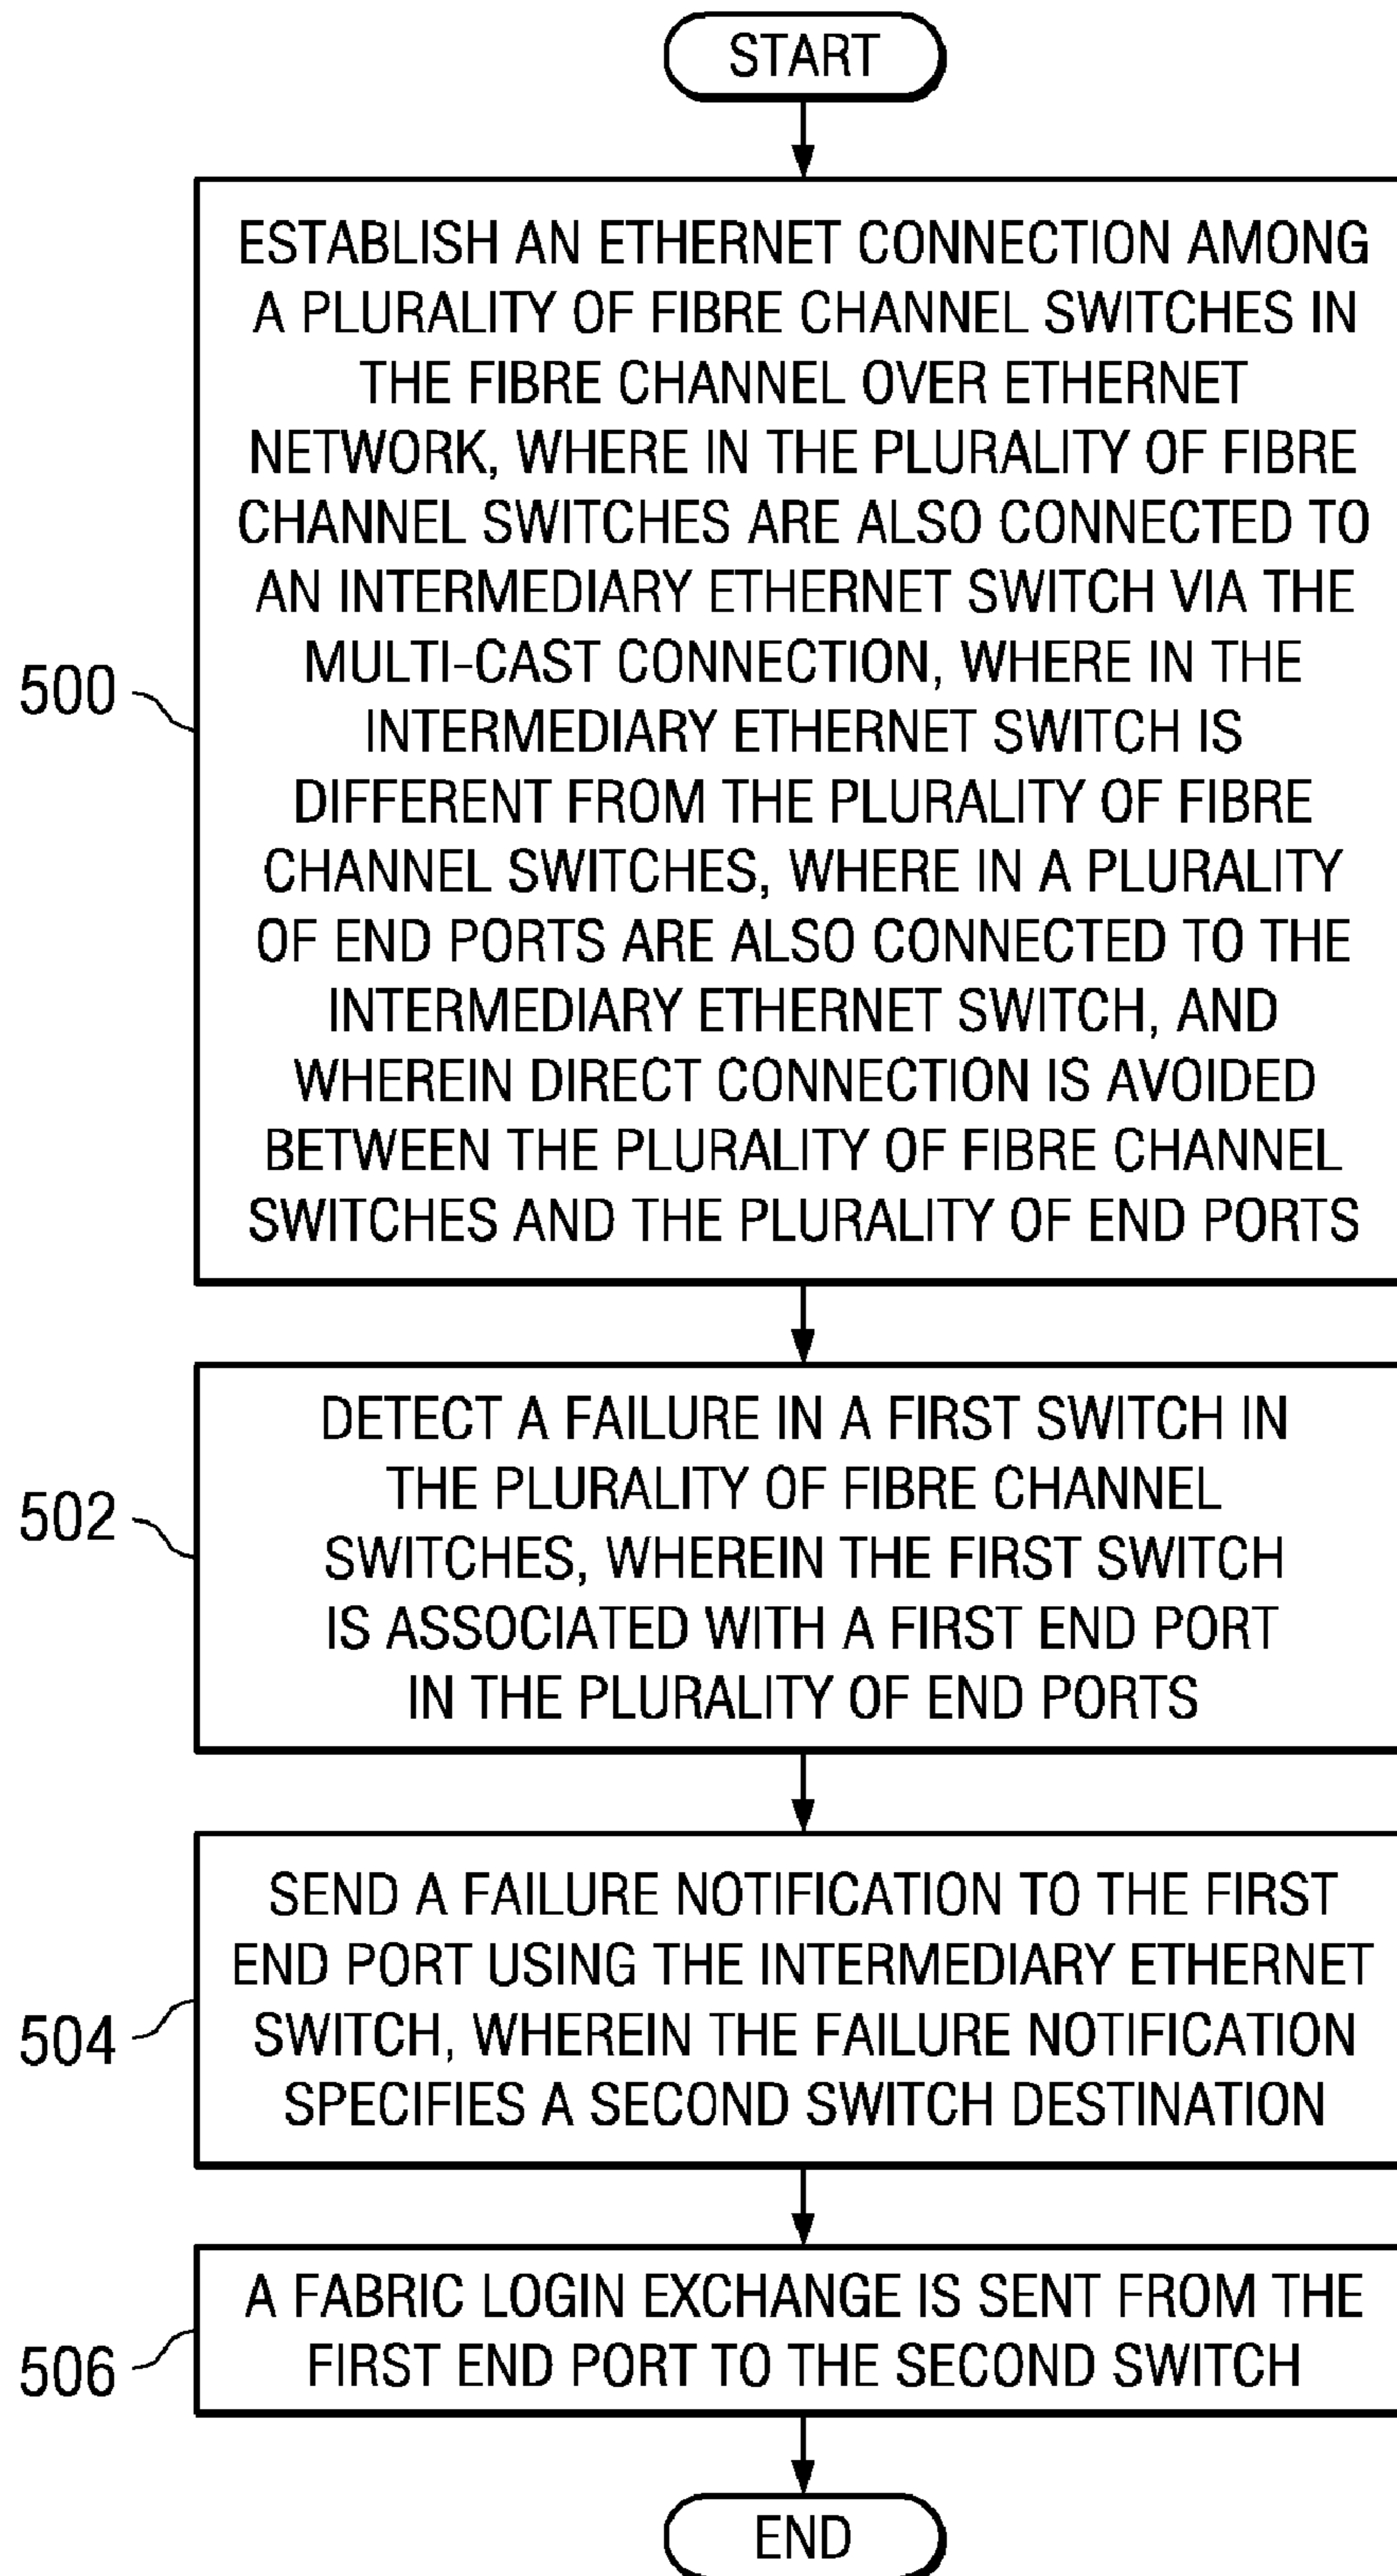 START
ESTABLISH AN ETHERNET CONNECTION AMONG
A PLURALITY OF FIBRE CHANNEL SWITCHES IN
THE FIBRE CHANNEL OVER ETHERNET
NETWORK, WHERE IN THE PLURALITY OF FIBRE
CHANNEL SWITCHES ARE ALSO CONNECTED TO
AN INTERMEDIARY ETHERNET SWITCH VIA THE
MULTI-CAST CONNECTION, WHERE IN THE
INTERMEDIARY ETHERNET SWITCH IS
DIFFERENT FROM THE PLURALITY OF FIBRE
CHANNEL SWITCHES, WHERE IN A PLURALITY
OF END PORTS ARE ALSO CONNECTED TO THE
INTERMEDIARY ETHERNET SWITCH, AND
WHEREIN DIRECT CONNECTION IS AVOIDED
BETWEEN THE PLURALITY OF FIBRE CHANNEL
SWITCHES AND THE PLURALITY OF END PORTS
500
DETECT A FAILURE IN A FIRST SWITCH IN
THE PLURALITY OF FIBRE CHANNEL
SWITCHES, WHEREIN THE FIRST SWITCH
IS ASSOCIATED WITH A FIRST END PORT
IN THE PLURALITY OF END PORTS
502
SEND A FAILURE NOTIFICATION TO THE FIRST
END PORT USING THE INTERMEDIARY ETHERNET
SWITCH, WHEREIN THE FAILURE NOTIFICATION
SPECIFIES A SECOND SWITCH DESTINATION
504
A FABRIC LOGIN EXCHANGE IS SENT FROM THE
FIRST END PORT TO THE SECOND SWITCH
506
END